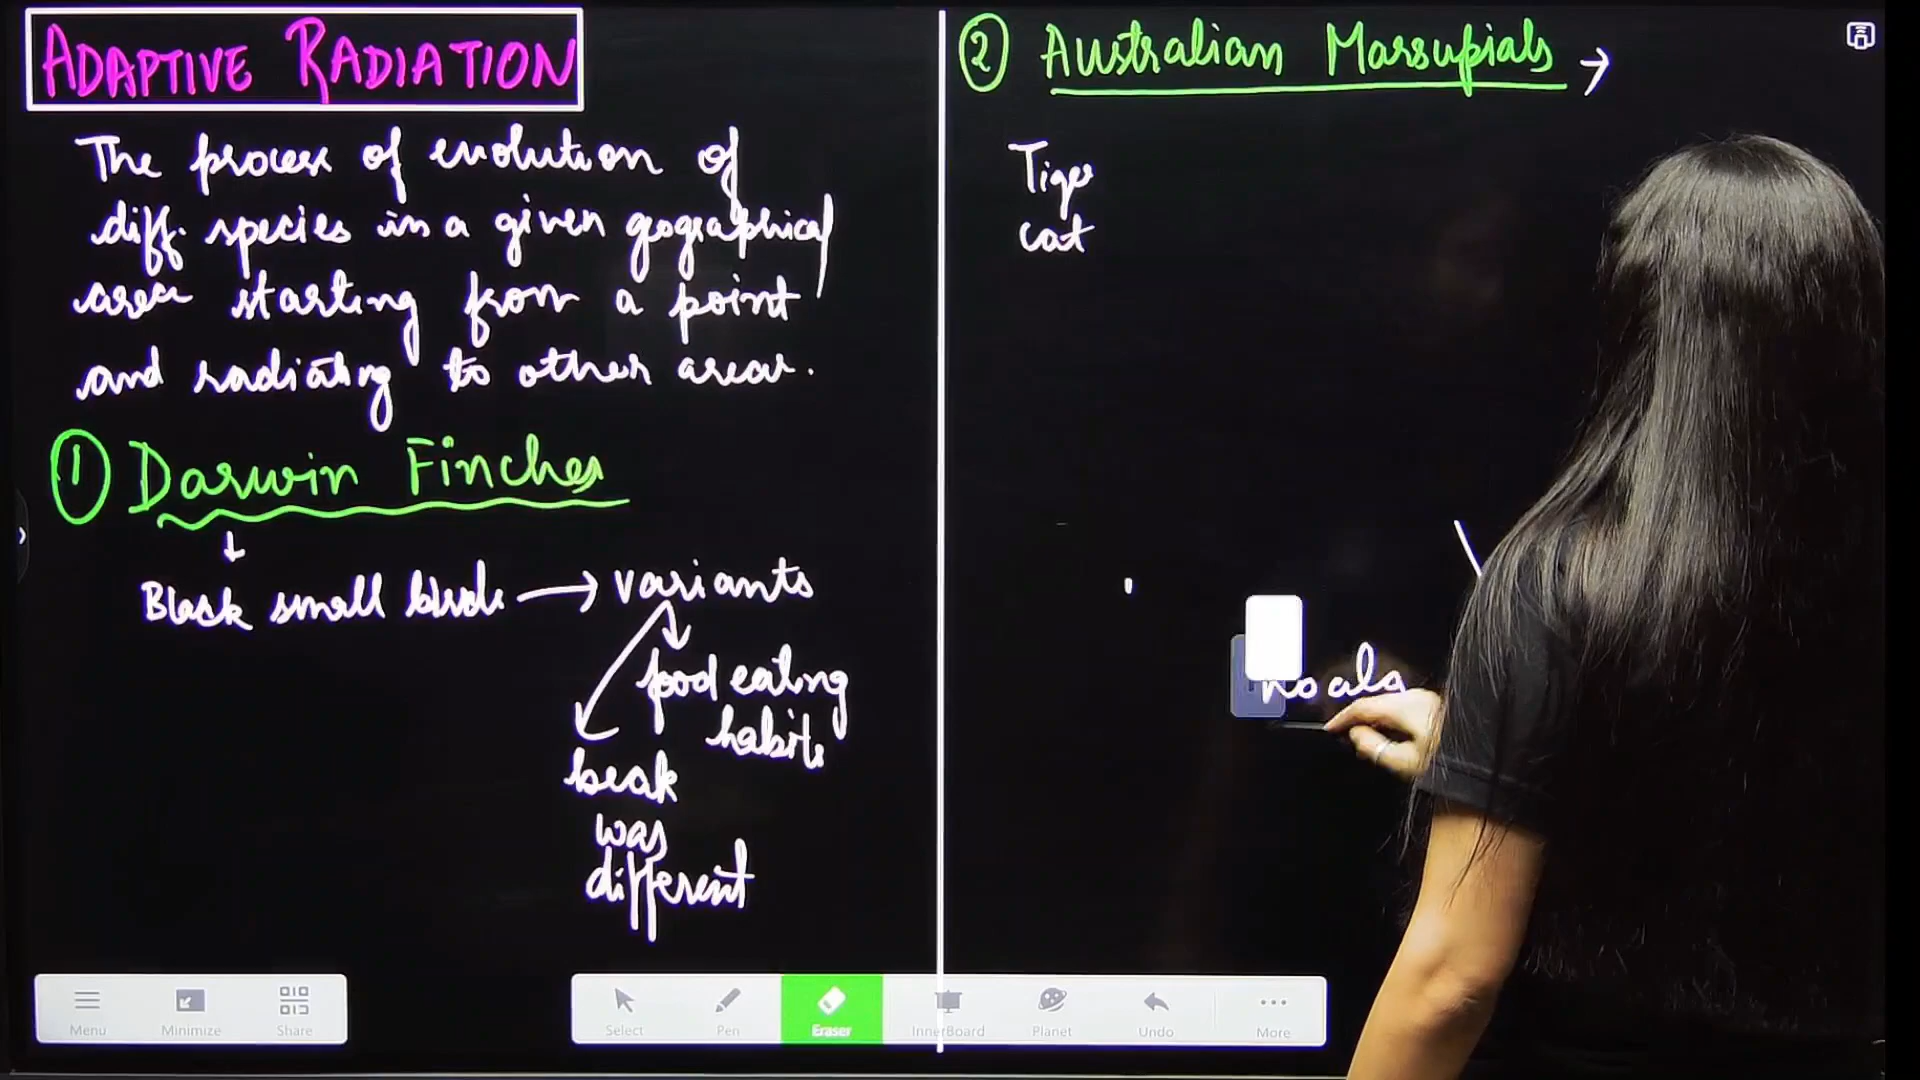 ADAPTIVE RADIATION
The process of evolution of
diff. species in a given gographical
area starting from a point
and radiating to other areas.
① Darwin Finches
↓
Black small birds → variants
food eating
habits
beak
was
different
② Australian Marsupials →
Tiger
cat
Menu
Minimize
Share
Select
Pen
Eraser
InnerBoard
Planet
Undo
More